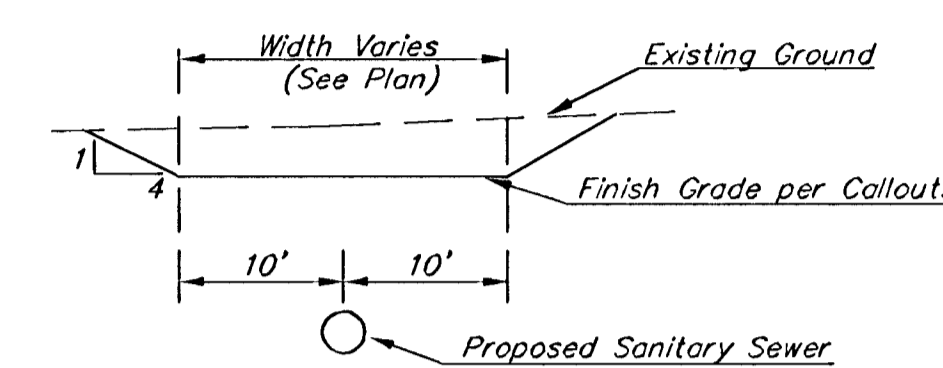 Width Varies
(See Plan)
Existing Ground
1
4
Finish Grade per Callout
10' 10'
Proposed Sanitary Sewer